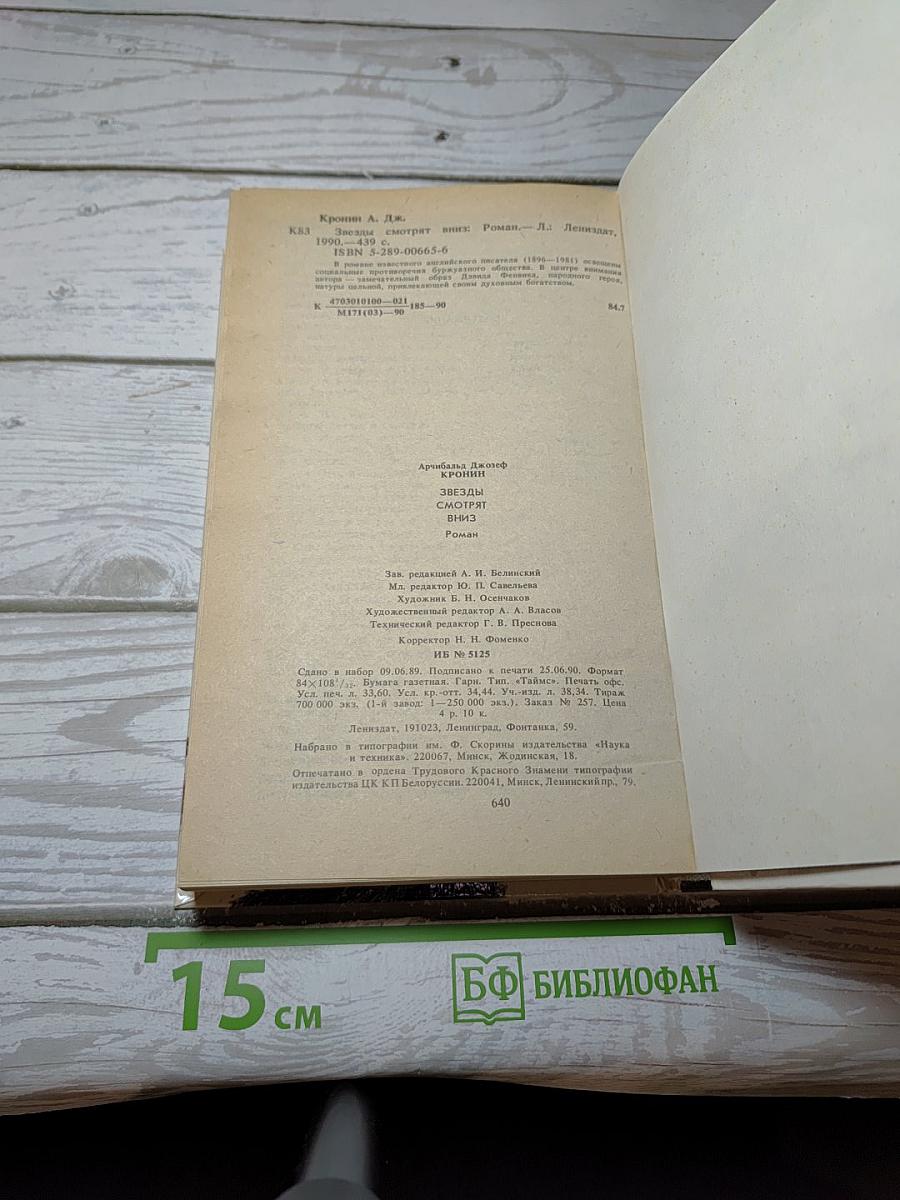 Кронин А. Дж.
К83 Звезды смотрят вниз: Роман.— Л.: Лениздат,
1990.—439 с.
ISBN 5-289-00665-6
В романе известного английского писателя (1896—1981) освещены
социальные противоречия буржуазного общества. В центре внимания
автора — замечательный образ Дэвида Фенвика, народного героя,
натуры цельной, привлекающей своим духовным богатством.
К 4703010100—021 185—90 84.7
М171(03)—90
Арчибальд Джозеф
КРОНИН
ЗВЕЗДЫ
СМОТРЯТ
ВНИЗ
Роман
Зав. редакцией А. И. Белинский
Мл. редактор Ю. П. Савельева
Художник Б. Н. Осенчаков
Художественный редактор А. А. Власов
Технический редактор Г. В. Преснова
Корректор Н. Н. Фоменко
ИБ № 5125
Сдано в набор 09.06.89. Подписано к печати 25.06.90. Формат
84×108¹/₃₂. Бумага газетная. Гарн. Тип. «Таймс». Печать офс.
Усл. печ. л. 33,60. Усл. кр.-отт. 34,44. Уч.-изд. л. 38,34. Тираж
700 000 экз. (1-й завод: 1—250 000 экз.). Заказ № 257. Цена
4 р. 10 к.
Лениздат, 191023, Ленинград, Фонтанка, 59.
Набрано в типографии им. Ф. Скорины издательства «Наука
и техника». 220067, Минск, Жодинская, 18.
Отпечатано в ордена Трудового Красного Знамени типографии
издательства ЦК КП Белоруссии. 220041, Минск, Ленинский пр., 79.
640
15 см
БФ БИБЛИОФАН